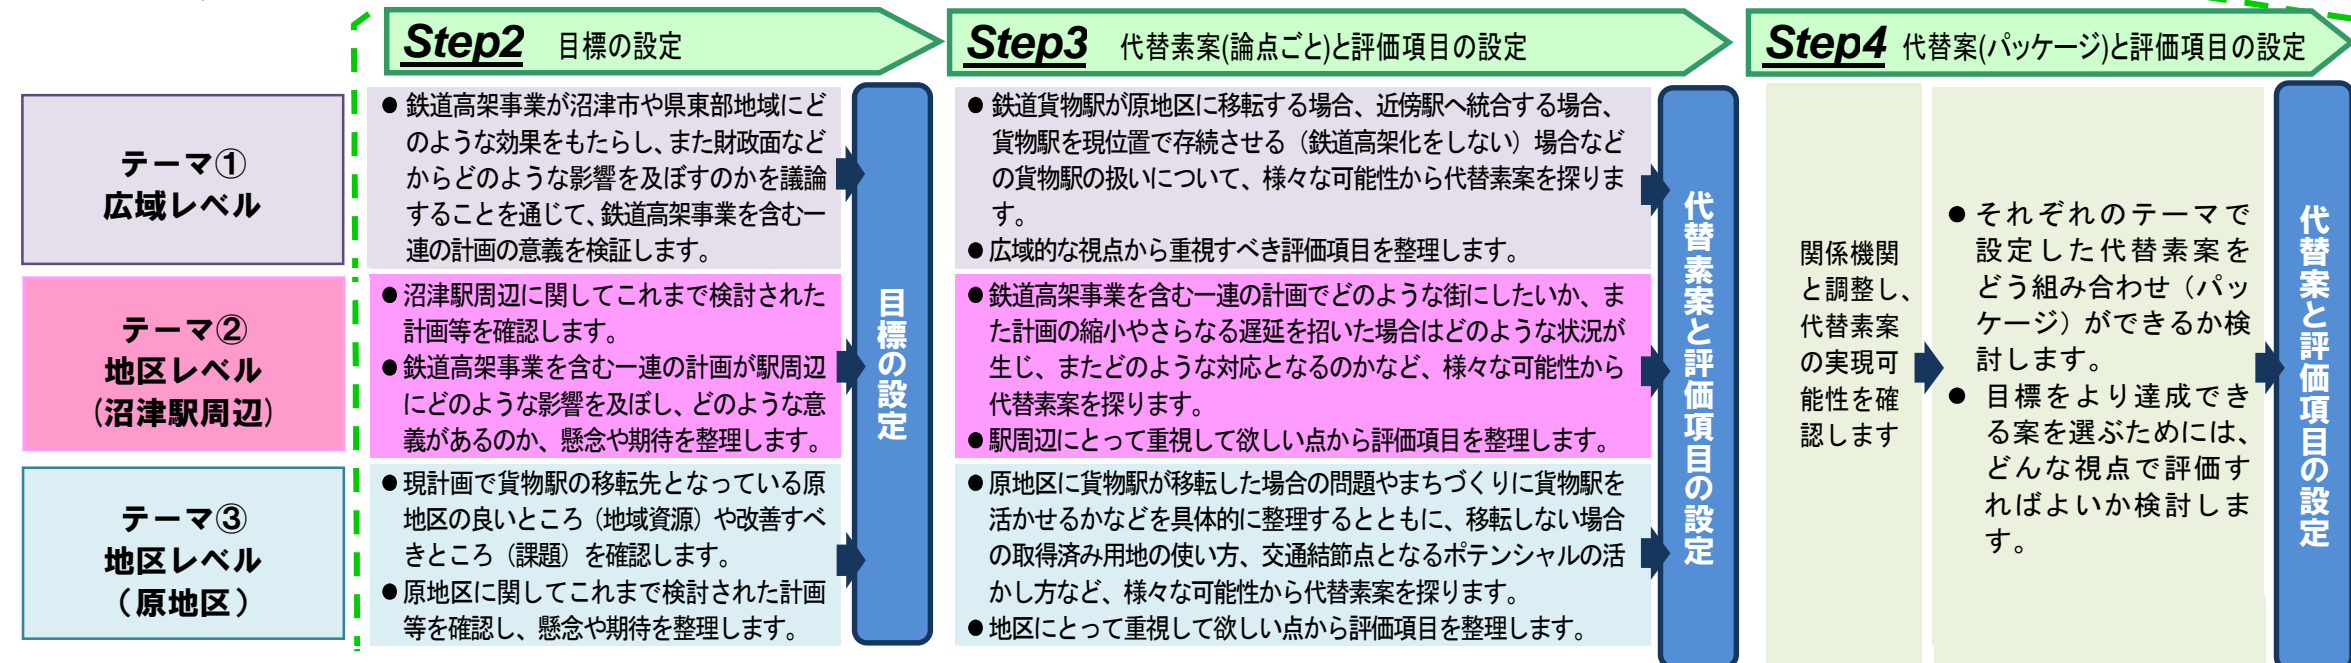 Step2 目標の設定
Step3 代替素案(論点ごと)と評価項目の設定
Step4 代替案(パッケージ)と評価項目の設定
テーマ①
広域レベル
● 鉄道高架事業が沼津市や県東部地域にど
のような効果をもたらし、また財政面など
からどのような影響を及ぼすのかを議論
することを通じて、鉄道高架事業を含む一
連の計画の意義を検証します。
● 鉄道貨物駅が原地区に移転する場合、近傍駅へ統合する場合、
貨物駅を現位置で存続させる（鉄道高架化をしない）場合など
の貨物駅の扱いについて、様々な可能性から代替素案を探りま
す。
● 広域的な視点から重視すべき評価項目を整理します。
テーマ②
地区レベル
(沼津駅周辺)
● 沼津駅周辺に関してこれまで検討された
計画等を確認します。
● 鉄道高架事業を含む一連の計画が駅周辺
にどのような影響を及ぼし、どのような意
義があるのか、懸念や期待を整理します。
● 鉄道高架事業を含む一連の計画でどのような街にしたいか、ま
た計画の縮小やさらなる遅延を招いた場合はどのような状況が
生じ、またどのような対応となるのかなど、様々な可能性から
代替素案を探ります。
● 駅周辺にとって重視して欲しい点から評価項目を整理します。
テーマ③
地区レベル
（原地区）
● 現計画で貨物駅の移転先となっている原
地区の良いところ（地域資源）や改善すべ
きところ（課題）を確認します。
● 原地区に関してこれまで検討された計画
等を確認し、懸念や期待を整理します。
● 原地区に貨物駅が移転した場合の問題やまちづくりに貨物駅を
活かせるかなどを具体的に整理するとともに、移転しない場合
の取得済み用地の使い方、交通結節点となるポテンシャルの活
かし方など、様々な可能性から代替素案を探ります。
● 地区にとって重視して欲しい点から評価項目を整理します。
目標の設定
代替素案と評価項目の設定
関係機関
と調整し、
代替素案
の実現可
能性を確
認します
● それぞれのテーマで
設定した代替素案を
どう組み合わせ（パッ
ケージ）ができるか検
討します。
● 目標をより達成でき
る案を選ぶためには、
どんな視点で評価す
ればよいか検討しま
す。
代替案と評価項目の設定